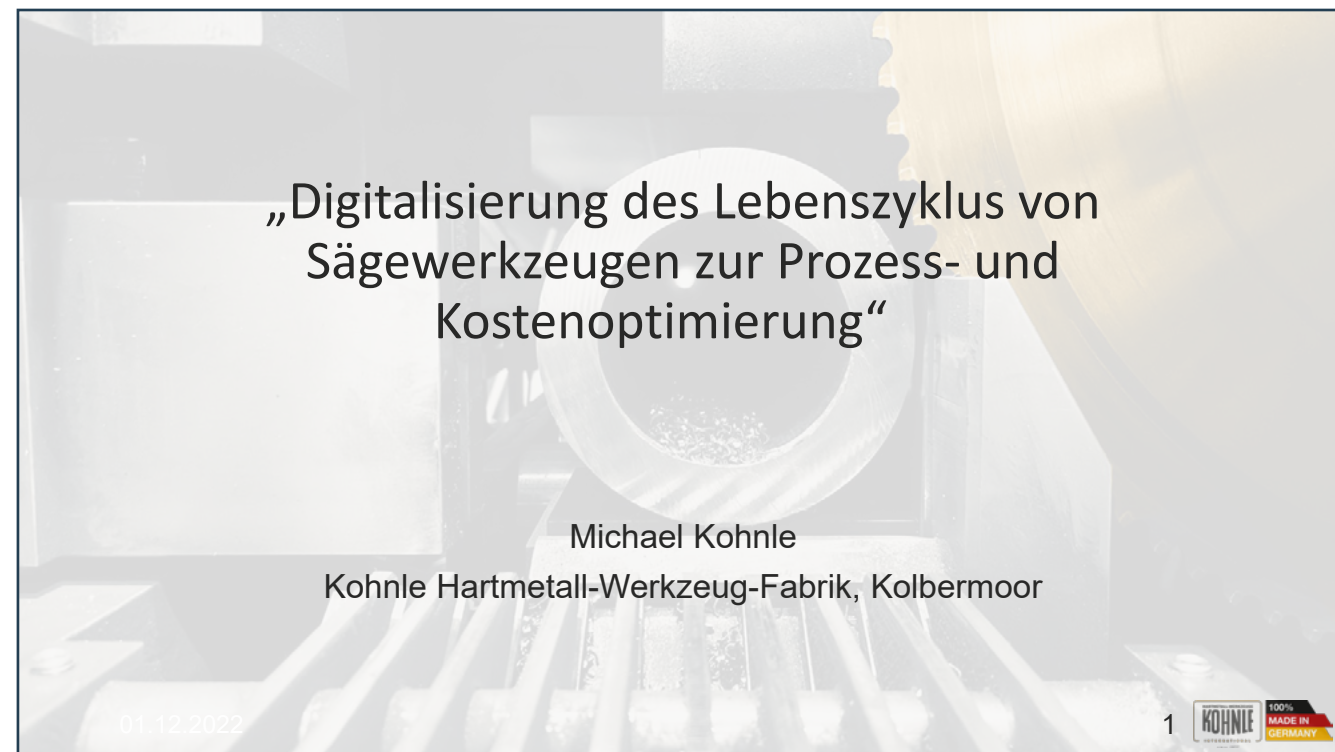 „Digitalisierung des Lebenszyklus von
Sägewerkzeugen zur Prozess- und
Kostenoptimierung“
Michael Kohnle
Kohnle Hartmetall-Werkzeug-Fabrik, Kolbermoor
01.12.2022
1
KOHNLE
INTERNATIONAL
100%
MADE IN
GERMANY